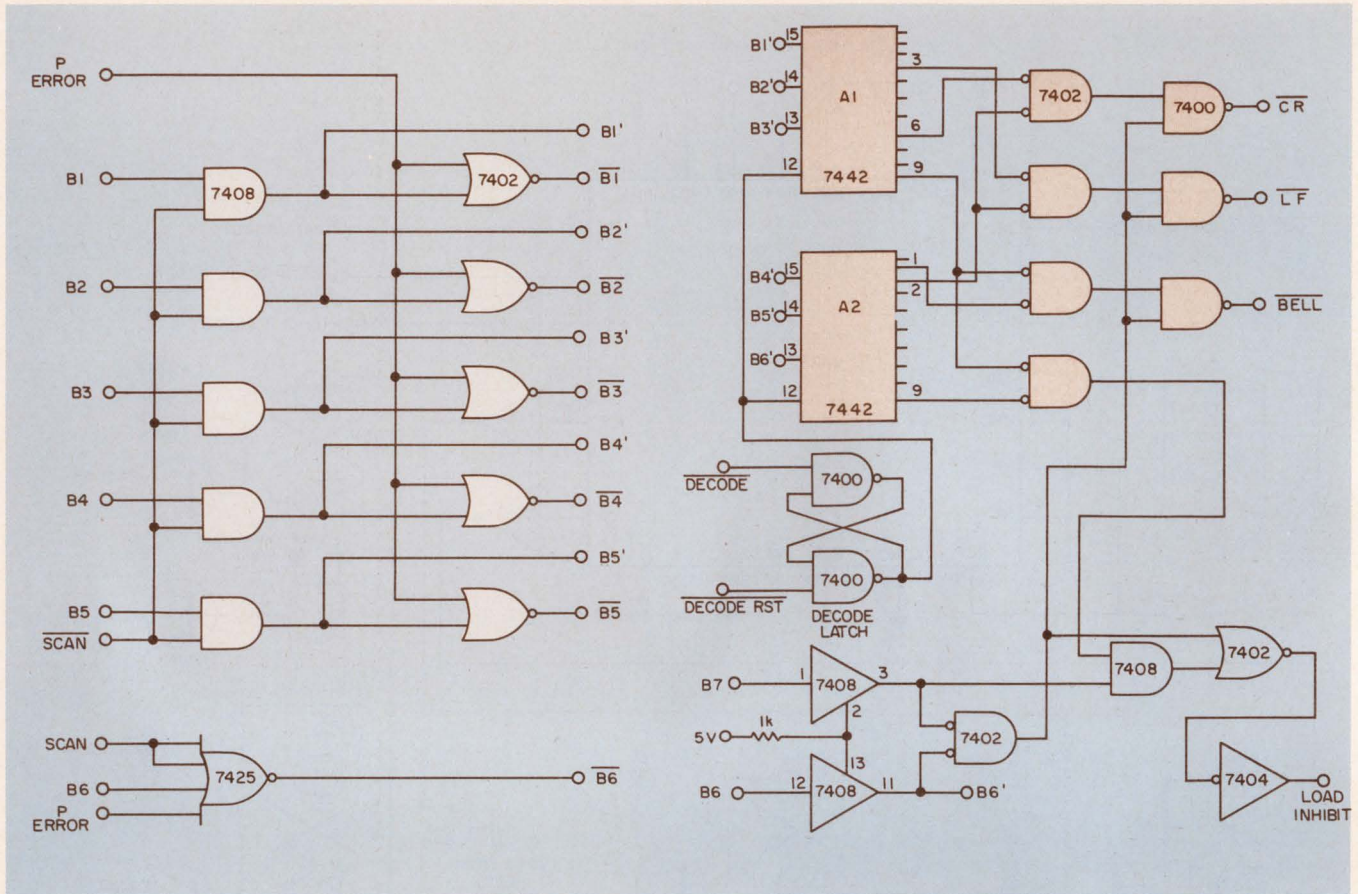 P
ERROR
B1
7408
B1'
7402
B1
B2'
B2
B2
B3'
B3
B3
B4'
B4
B4
B5'
B5
B5
SCAN
SCAN
B6
P
ERROR
7425
B6
B1' 15
B2' 14
B3' 13
12
A1
7442
3
6
9
7402
7400
CR
LF
BELL
B4' 15
B5' 14
B6' 13
12
A2
7442
1
2
9
DECODE
7400
7400
DECODE RST
DECODE
LATCH
B7
1
7408
3
2
5V
1k
13
B6
12
7408
11
B6'
7402
7408
7402
7404
LOAD
INHIBIT